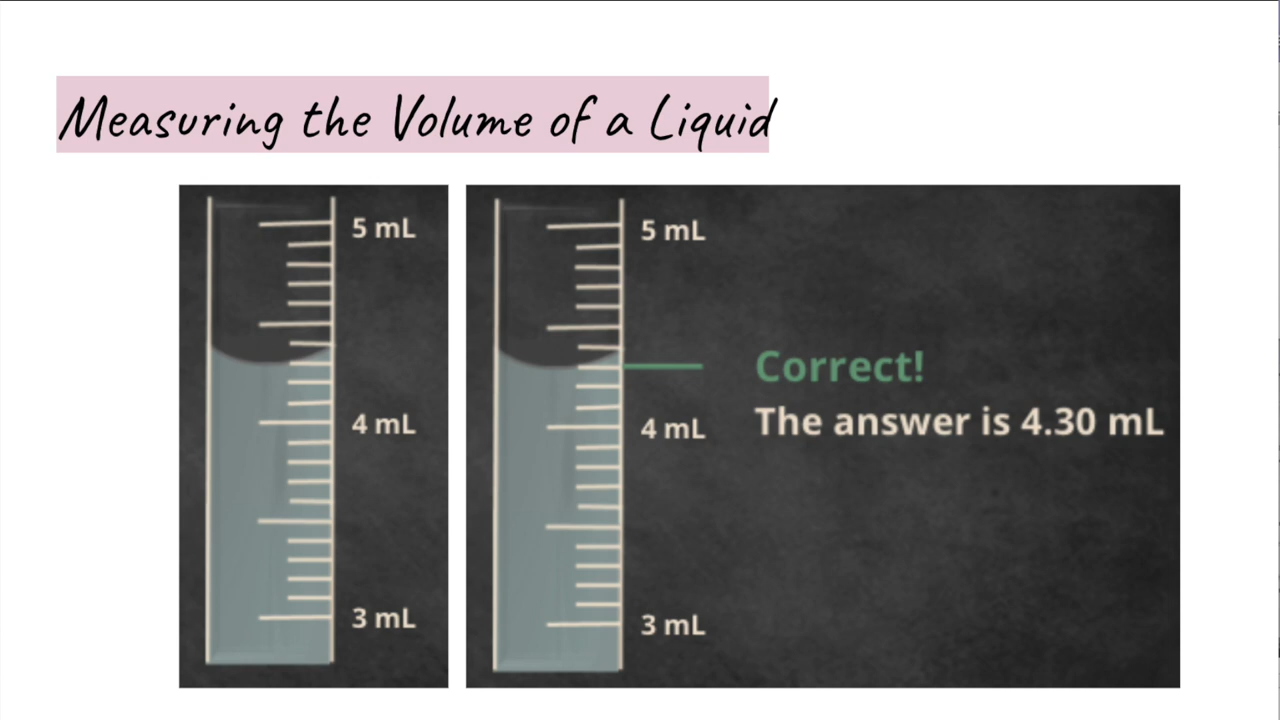 Measuring the Volume of a Liquid
5 mL
4 mL
3 mL
5 mL
Correct!
The answer is 4.30 mL
4 mL
3 mL